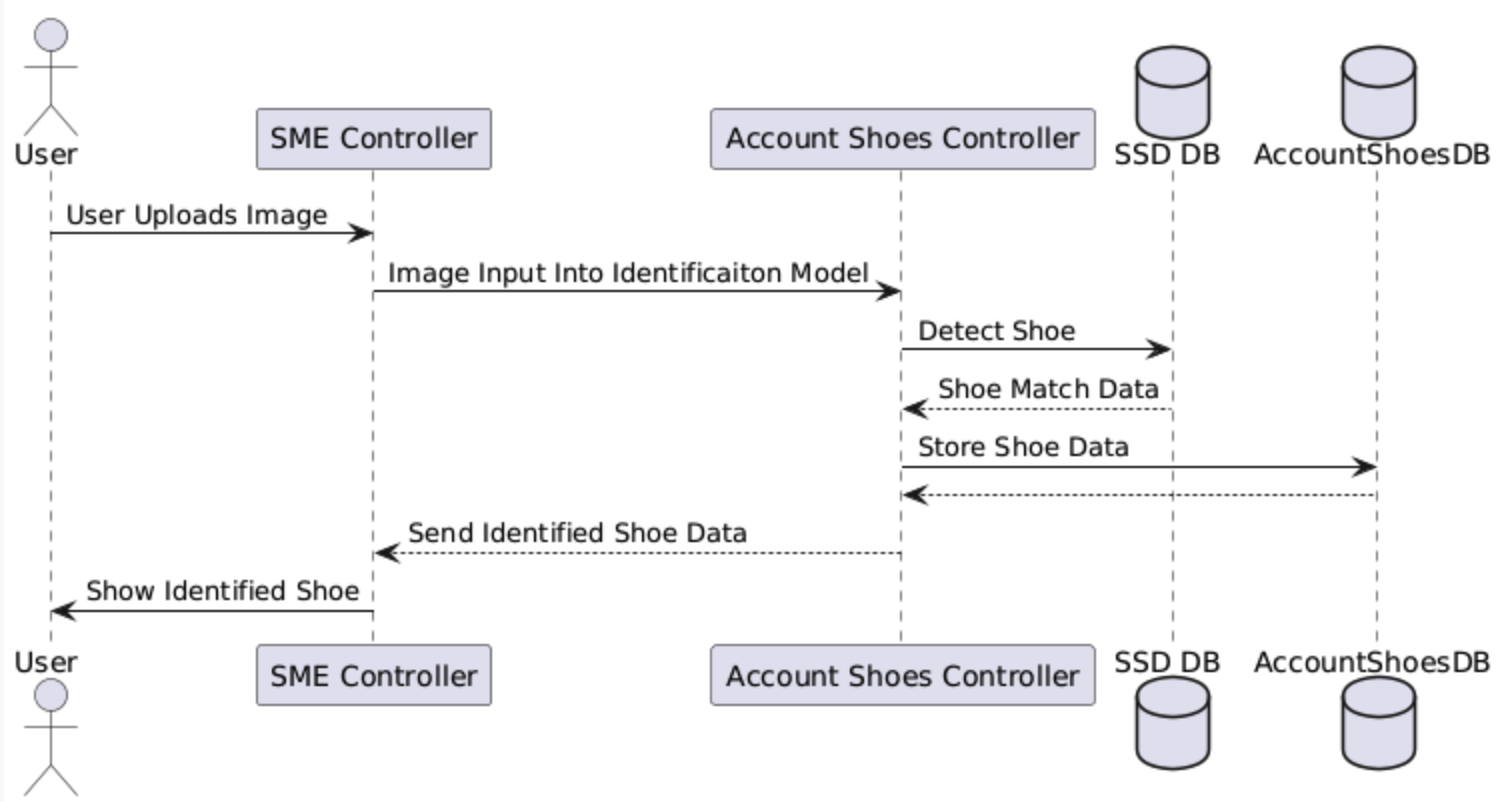 User
SME Controller
Account Shoes Controller
SSD DB
AccountShoesDB
User Uploads Image
Image Input Into Identificaiton Model
Detect Shoe
Shoe Match Data
Store Shoe Data
Send Identified Shoe Data
Show Identified Shoe
User
SME Controller
Account Shoes Controller
SSD DB
AccountShoesDB